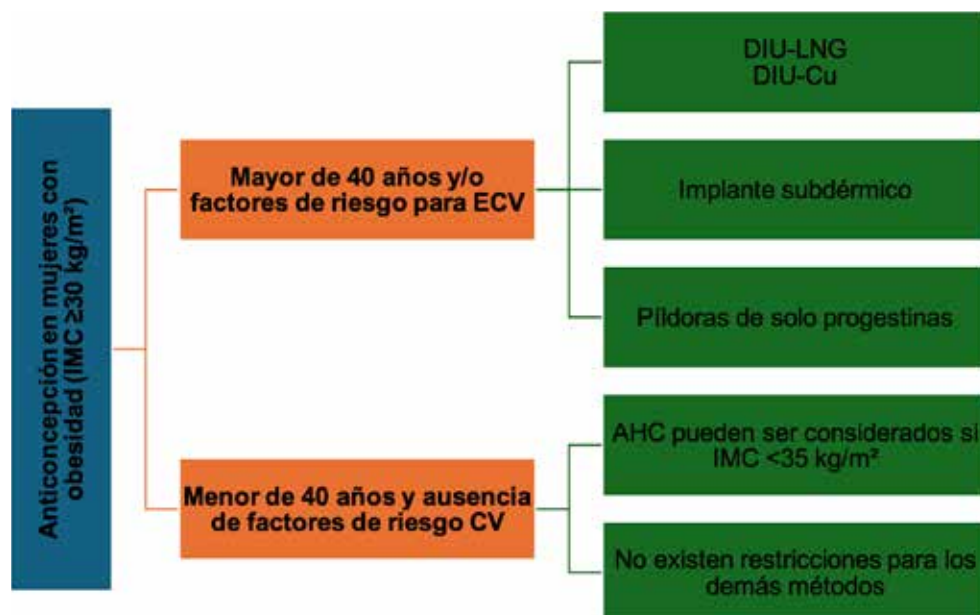 Anticoncepción en mujeres con
obesidad (IMC ≥30 kg/m²)
Mayor de 40 años y/o
factores de riesgo para ECV
DIU-LNG
DIU-Cu
Implante subdérmico
Píldoras de solo progestinas
Menor de 40 años y ausencia
de factores de riesgo CV
AHC pueden ser considerados si
IMC <35 kg/m²
No existen restricciones para los
demás métodos